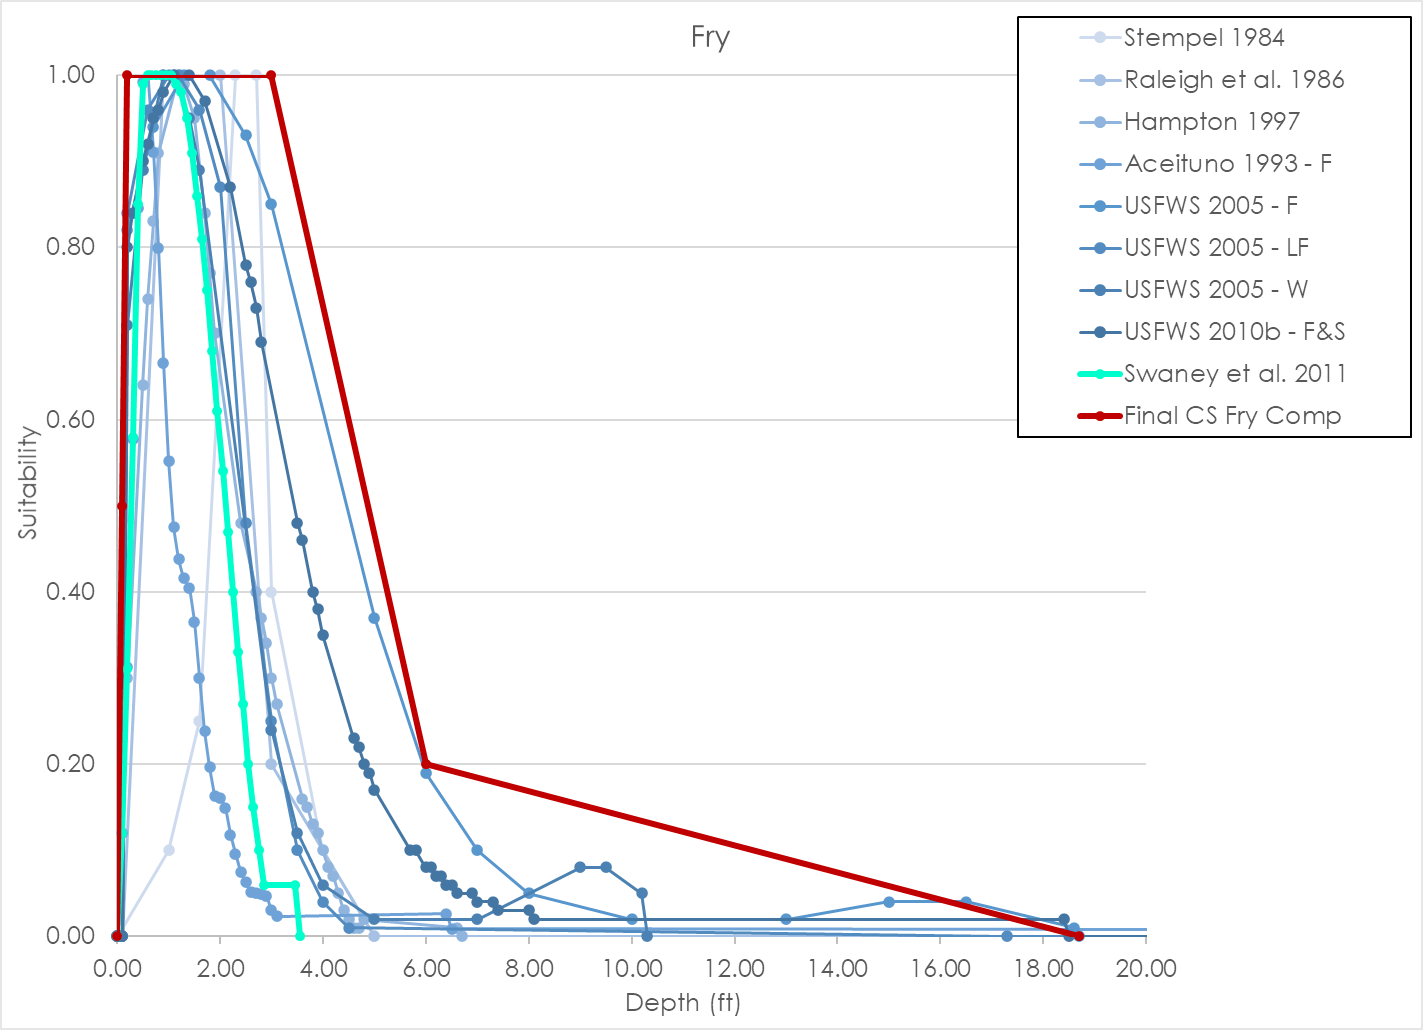 Fry
Stempel 1984
Raleigh et al. 1986
Hampton 1997
Aceituno 1993 - F
USFWS 2005 - F
USFWS 2005 - LF
USFWS 2005 - W
USFWS 2010b - F&S
Swaney et al. 2011
Final CS Fry Comp
1.00
0.80
0.60
0.40
0.20
0.00
Suitability
0.00 2.00 4.00 6.00 8.00 10.00 12.00 14.00 16.00 18.00 20.00
Depth (ft)